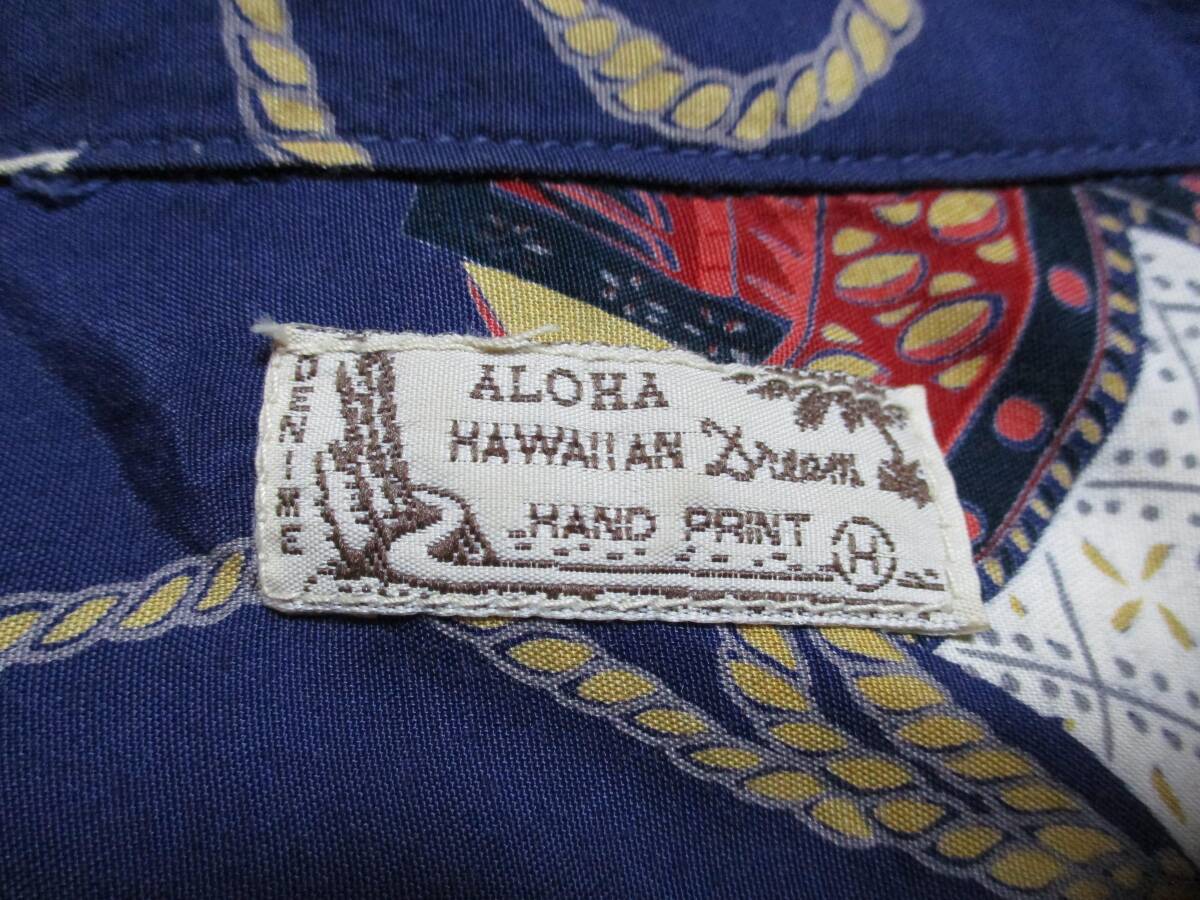 DENIME
ALOHA
HAWAIIAN Dream
HAND PRINT H